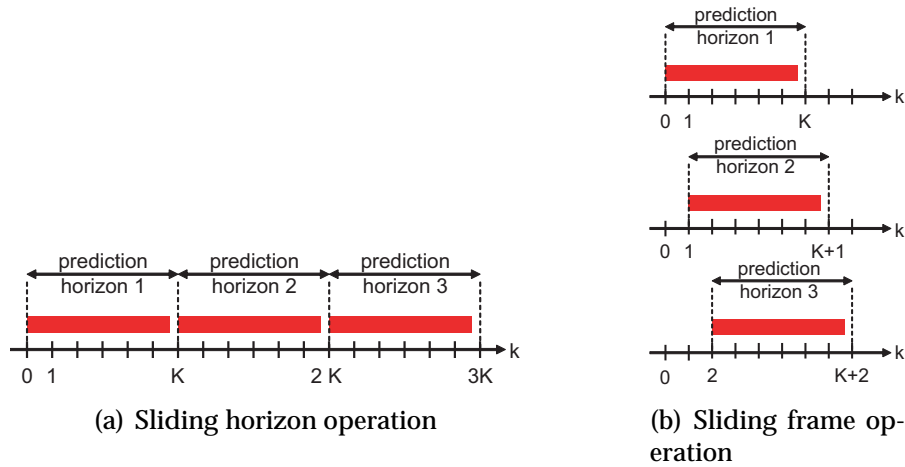 prediction
horizon 1
k
0 1 K
prediction
horizon 2
k
0 1 K+1
prediction
horizon 3
k
0 2 K+2
prediction prediction prediction
horizon 1 horizon 2 horizon 3
k
0 1 K 2 K 3K
(a) Sliding horizon operation
(b) Sliding frame op-
eration